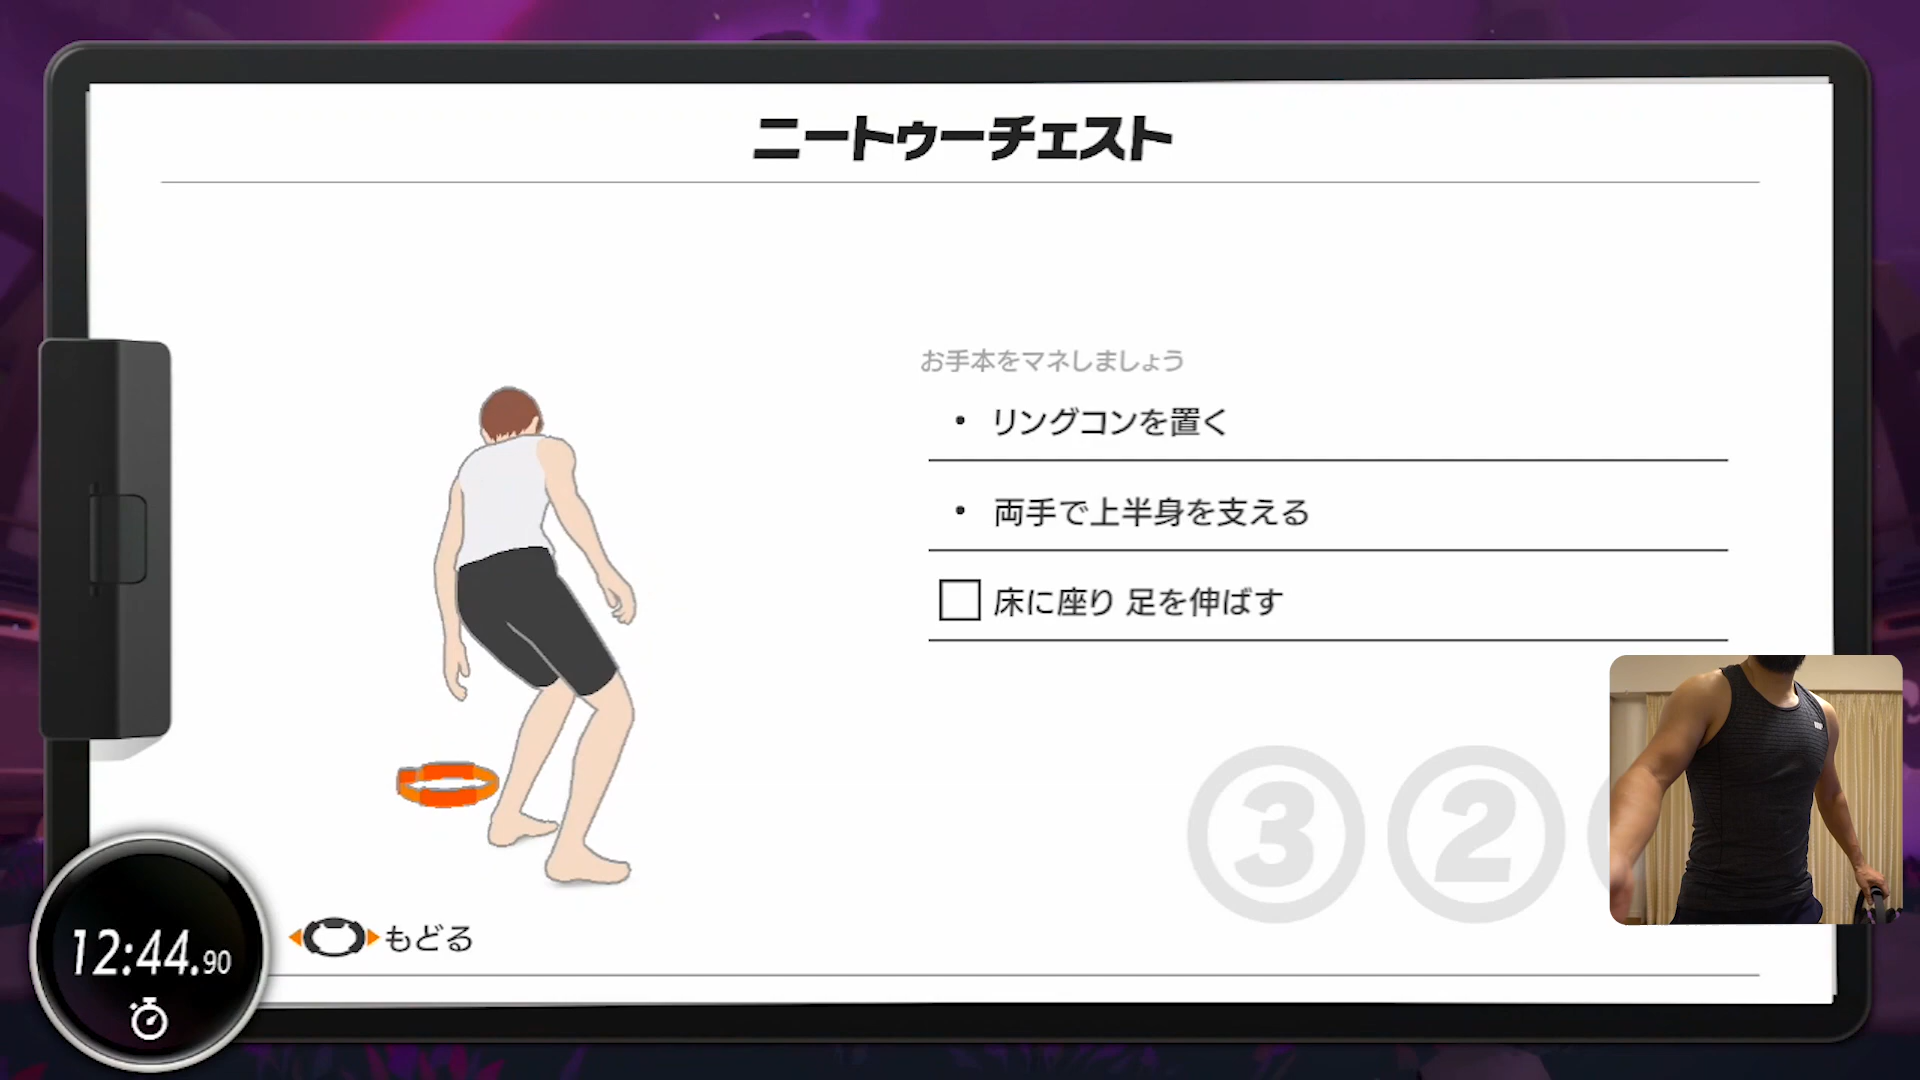 ニートゥーチェスト
お手本をマネしましょう
・ リングコンを置く
・ 両手で上半身を支える
床に座り 足を伸ばす
3 2
もどる
12:44.90